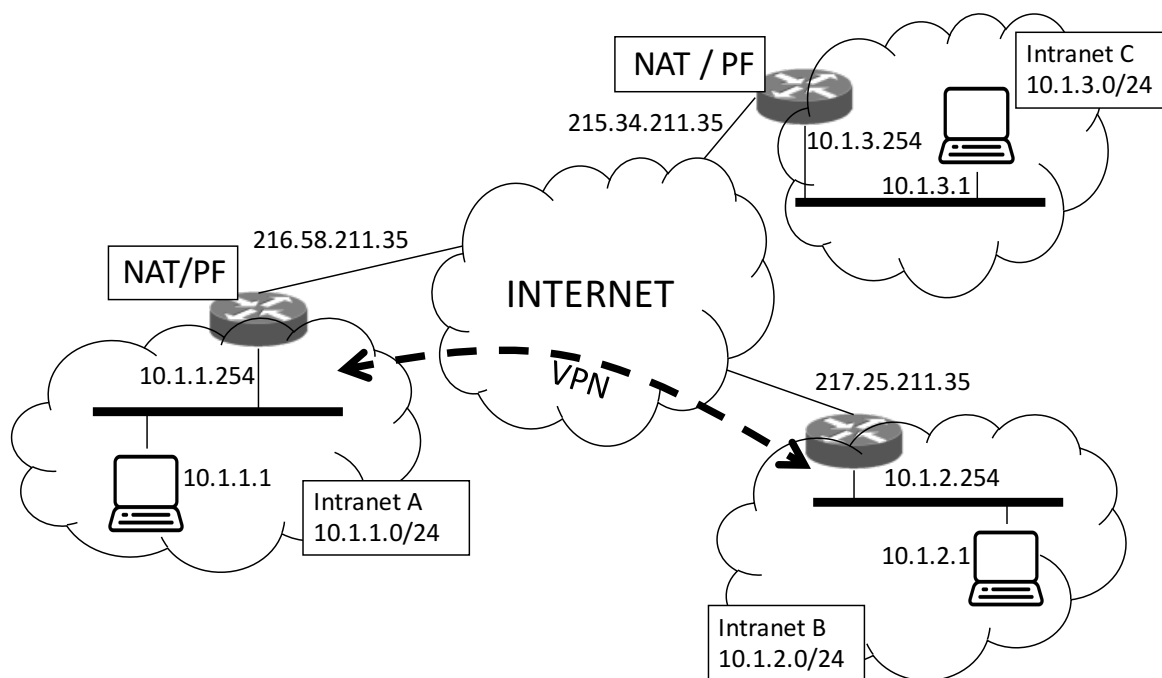 NAT / PF
Intranet C
10.1.3.0/24
215.34.211.35
10.1.3.254
10.1.3.1
216.58.211.35
NAT/PF
INTERNET
10.1.1.254
VPN
217.25.211.35
10.1.1.1
Intranet A
10.1.1.0/24
10.1.2.254
10.1.2.1
Intranet B
10.1.2.0/24